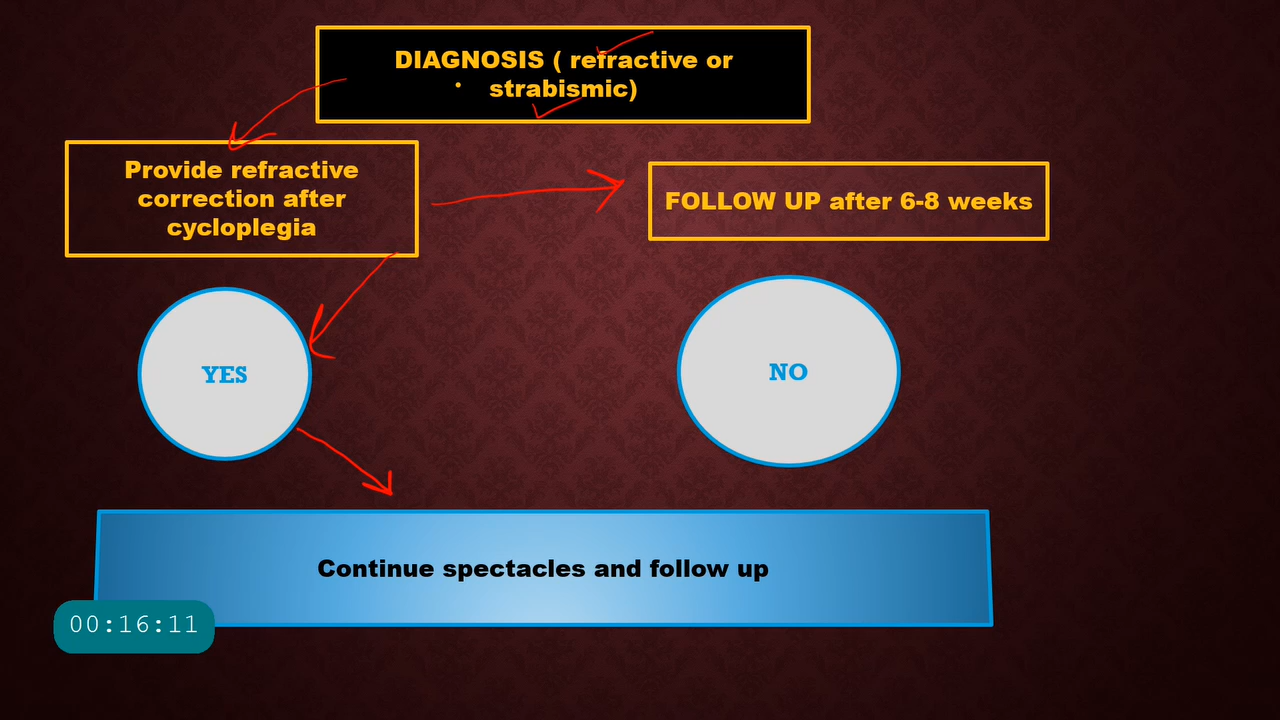 DIAGNOSIS ( refractive or
• strabismic)
Provide refractive
correction after
cycloplegia
FOLLOW UP after 6-8 weeks
YES
NO
Continue spectacles and follow up
00:16:11